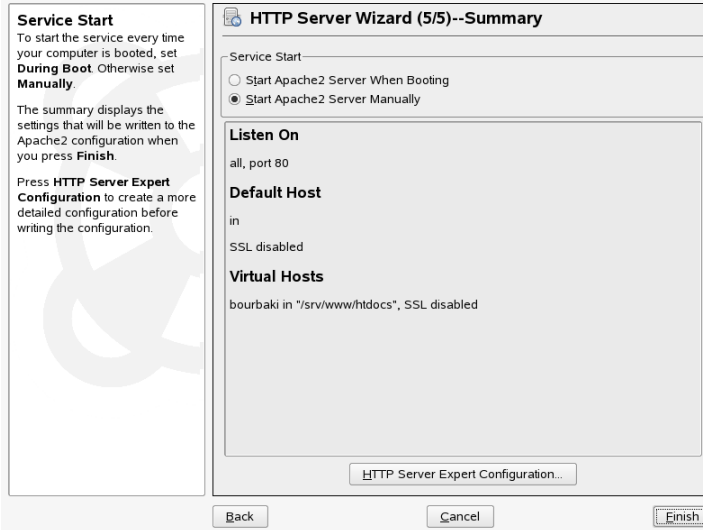 Service Start
To start the service every time
your computer is booted, set
During Boot. Otherwise set
Manually.
The summary displays the
settings that will be written to the
Apache2 configuration when
you press Finish.
Press HTTP Server Expert
Configuration to create a more
detailed configuration before
writing the configuration.
HTTP Server Wizard (5/5)--Summary
Service Start
Start Apache2 Server When Booting
Start Apache2 Server Manually
Listen On
all, port 80
Default Host
in
SSL disabled
Virtual Hosts
bourbaki in "/srv/www/htdocs", SSL disabled
HTTP Server Expert Configuration...
Back
Cancel
Finish